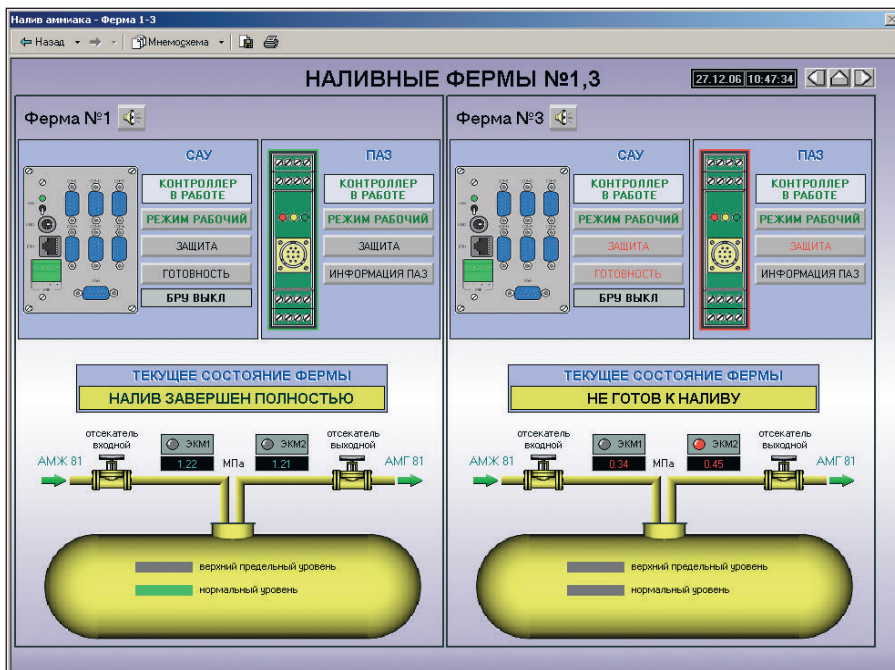 Налив аммиака - Ферма 1-3
Назад
Мнемосхема
НАЛИВНЫЕ ФЕРМЫ №1,3
27.12.06 10:47:34
Ферма №1
САУ
КОНТРОЛЛЕР
В РАБОТЕ
РЕЖИМ РАБОЧИЙ
ЗАЩИТА
ГОТОВНОСТЬ
БРУ ВЫКЛ
ПАЗ
КОНТРОЛЛЕР
В РАБОТЕ
РЕЖИМ РАБОЧИЙ
ЗАЩИТА
ИНФОРМАЦИЯ ПАЗ
ТЕКУЩЕЕ СОСТОЯНИЕ ФЕРМЫ
НАЛИВ ЗАВЕРШЕН ПОЛНОСТЬЮ
отсекатель
входной
ЭКМ1
ЭКМ2
отсекатель
выходной
АМЖ 81
1.22
МПа
1.21
АМГ 81
верхний предельный уровень
нормальный уровень
Ферма №3
САУ
КОНТРОЛЛЕР
В РАБОТЕ
РЕЖИМ РАБОЧИЙ
ЗАЩИТА
ГОТОВНОСТЬ
БРУ ВЫКЛ
ПАЗ
КОНТРОЛЛЕР
В РАБОТЕ
РЕЖИМ РАБОЧИЙ
ЗАЩИТА
ИНФОРМАЦИЯ ПАЗ
ТЕКУЩЕЕ СОСТОЯНИЕ ФЕРМЫ
НЕ ГОТОВ К НАЛИВУ
отсекатель
входной
ЭКМ1
ЭКМ2
отсекатель
выходной
АМЖ 81
0.34
МПа
0.45
АМГ 81
верхний предельный уровень
нормальный уровень